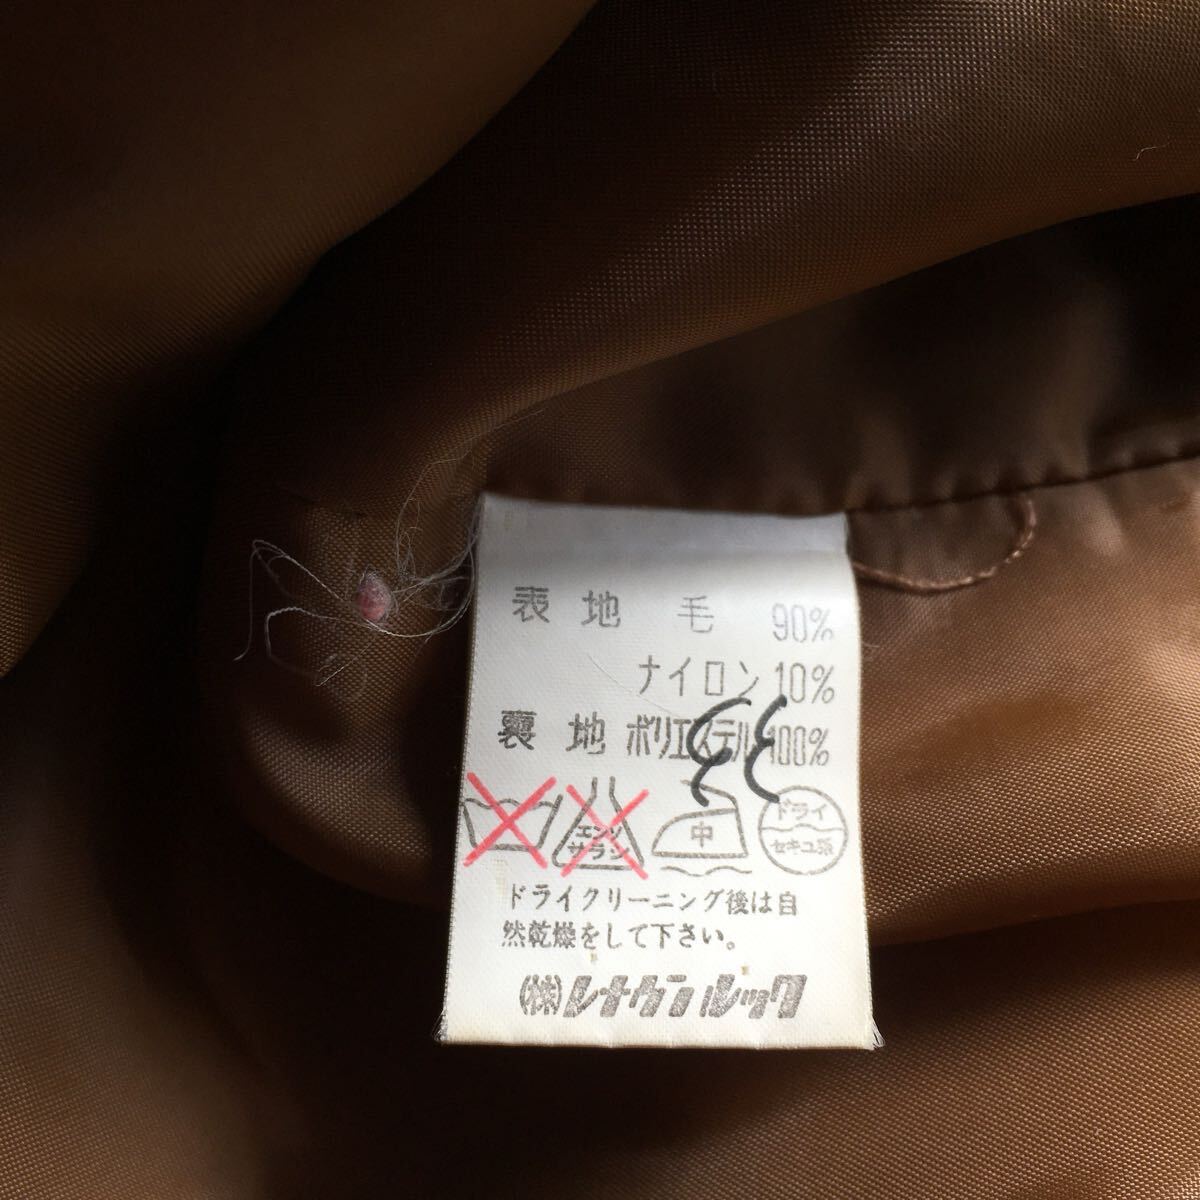 表地 毛 90%
ナイロン 10%
裏地 ポリエステル 100%
エンソ
サラシ
中
ドライ
セキユ系
ドライクリーニング後は自
然乾燥をして下さい。
(株)レナウンルック